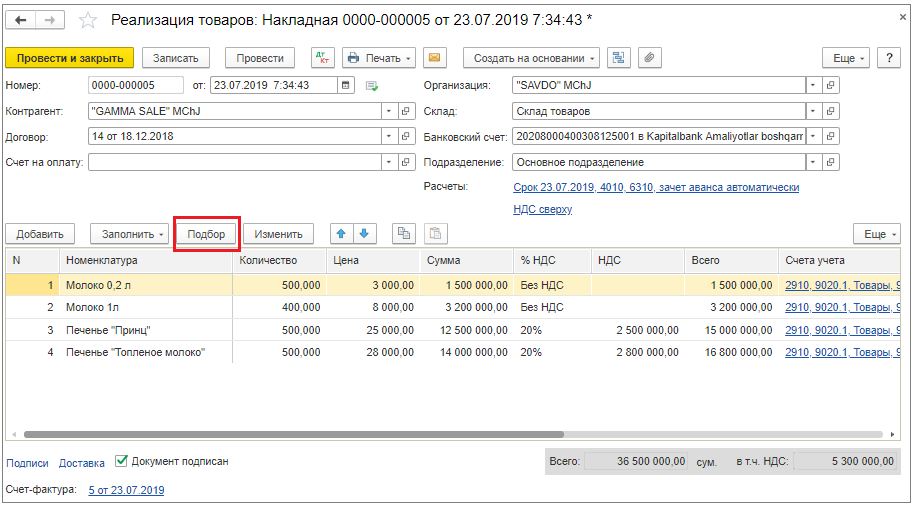 Реализация товаров: Накладная 0000-000005 от 23.07.2019 7:34:43 *
Провести и закрыть Записать Провести Дт Кт Печать Создать на основании Еще ?
Номер: 0000-000005 от: 23.07.2019 7:34:43 Организация: "SAVDO" MChJ
Контрагент: "GAMMA SALE" MChJ Склад: Склад товаров
Договор: 14 от 18.12.2018 Банковский счет: 20208000400308125001 в Kapitalbank Amaliyotlar boshqarm
Счет на оплату: Подразделение: Основное подразделение
Расчеты: Срок 23.07.2019, 4010, 6310, зачет аванса автоматически
НДС сверху
Добавить Заполнить Подбор Изменить Еще
N Номенклатура Количество Цена Сумма % НДС НДС Всего Счета учета
1 Молоко 0,2 л 500,000 3 000,00 1 500 000,00 Без НДС 1 500 000,00 2910, 9020.1, Товары, 9
2 Молоко 1л 400,000 8 000,00 3 200 000,00 Без НДС 3 200 000,00 2910, 9020.1, Товары, 9
3 Печенье "Принц" 500,000 25 000,00 12 500 000,00 20% 2 500 000,00 15 000 000,00 2910, 9020.1, Товары, 9
4 Печенье "Топленое молоко" 500,000 28 000,00 14 000 000,00 20% 2 800 000,00 16 800 000,00 2910, 9020.1, Товары, 9
Подписи Доставка Документ подписан Всего: 36 500 000,00 сум. в т.ч. НДС: 5 300 000,00
Счет-фактура: 5 от 23.07.2019